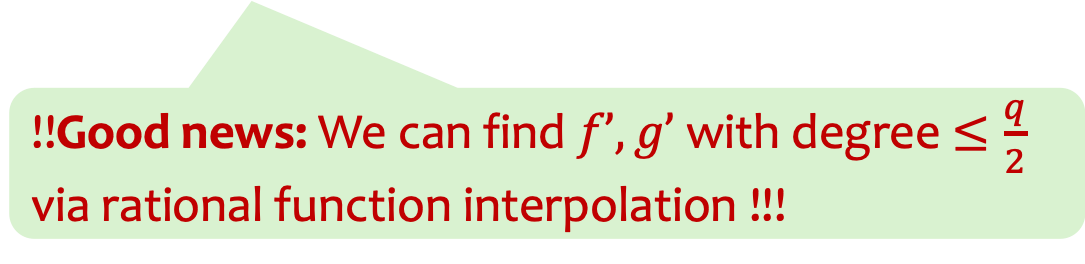 !!Good news: We can find f’, g’ with degree ≤ q/2
via rational function interpolation !!!